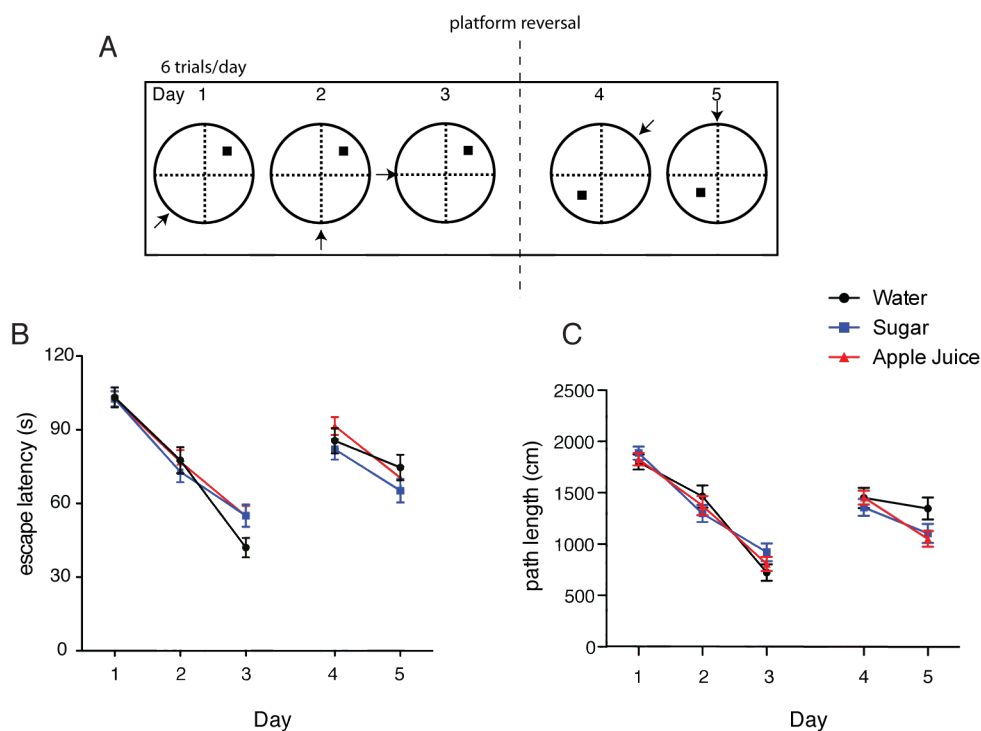 platform reversal
A
6 trials/day
Day 1 2 3 4 5
Water
Sugar
Apple Juice
B
escape latency (s)
120
90
60
30
0
1 2 3 4 5
Day
C
path length (cm)
2500
2000
1500
1000
500
0
1 2 3 4 5
Day